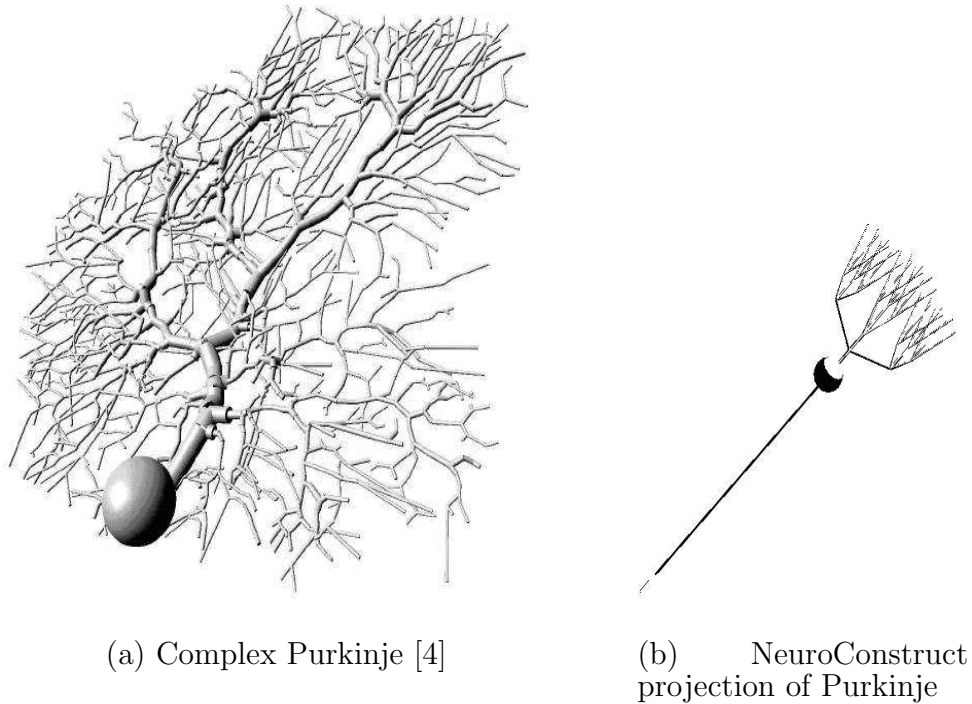 (a) Complex Purkinje [4]
(b) NeuroConstruct
projection of Purkinje